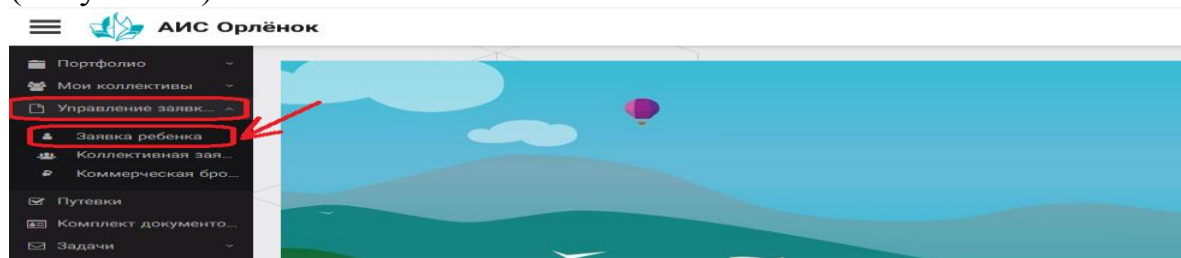 АИС Орлёнок
Портфолио
Мои коллективы
Управление заявк...
Заявка ребенка
Коллективная зая...
Коммерческая бро...
Путевки
Комплект документо...
Задачи